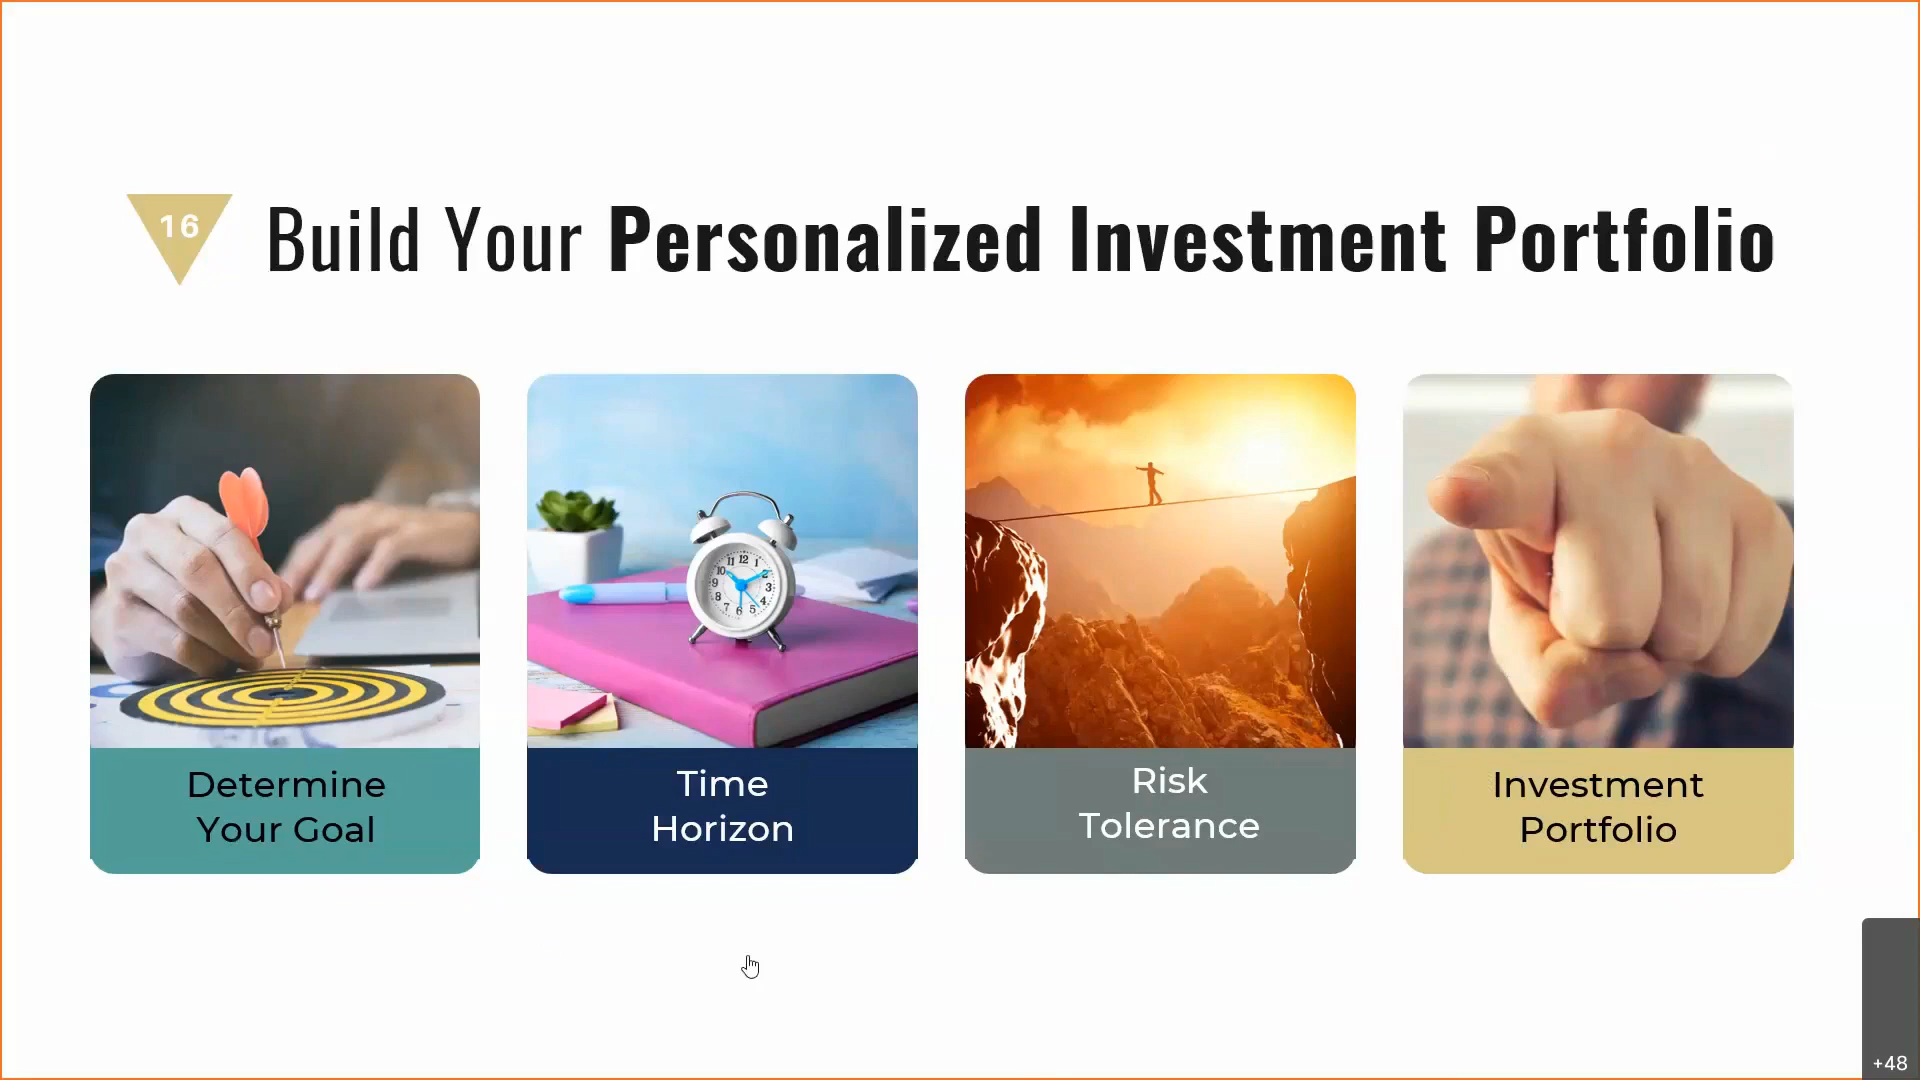 16
Build Your Personalized Investment Portfolio
Determine
Your Goal
Time
Horizon
Risk
Tolerance
Investment
Portfolio
+48